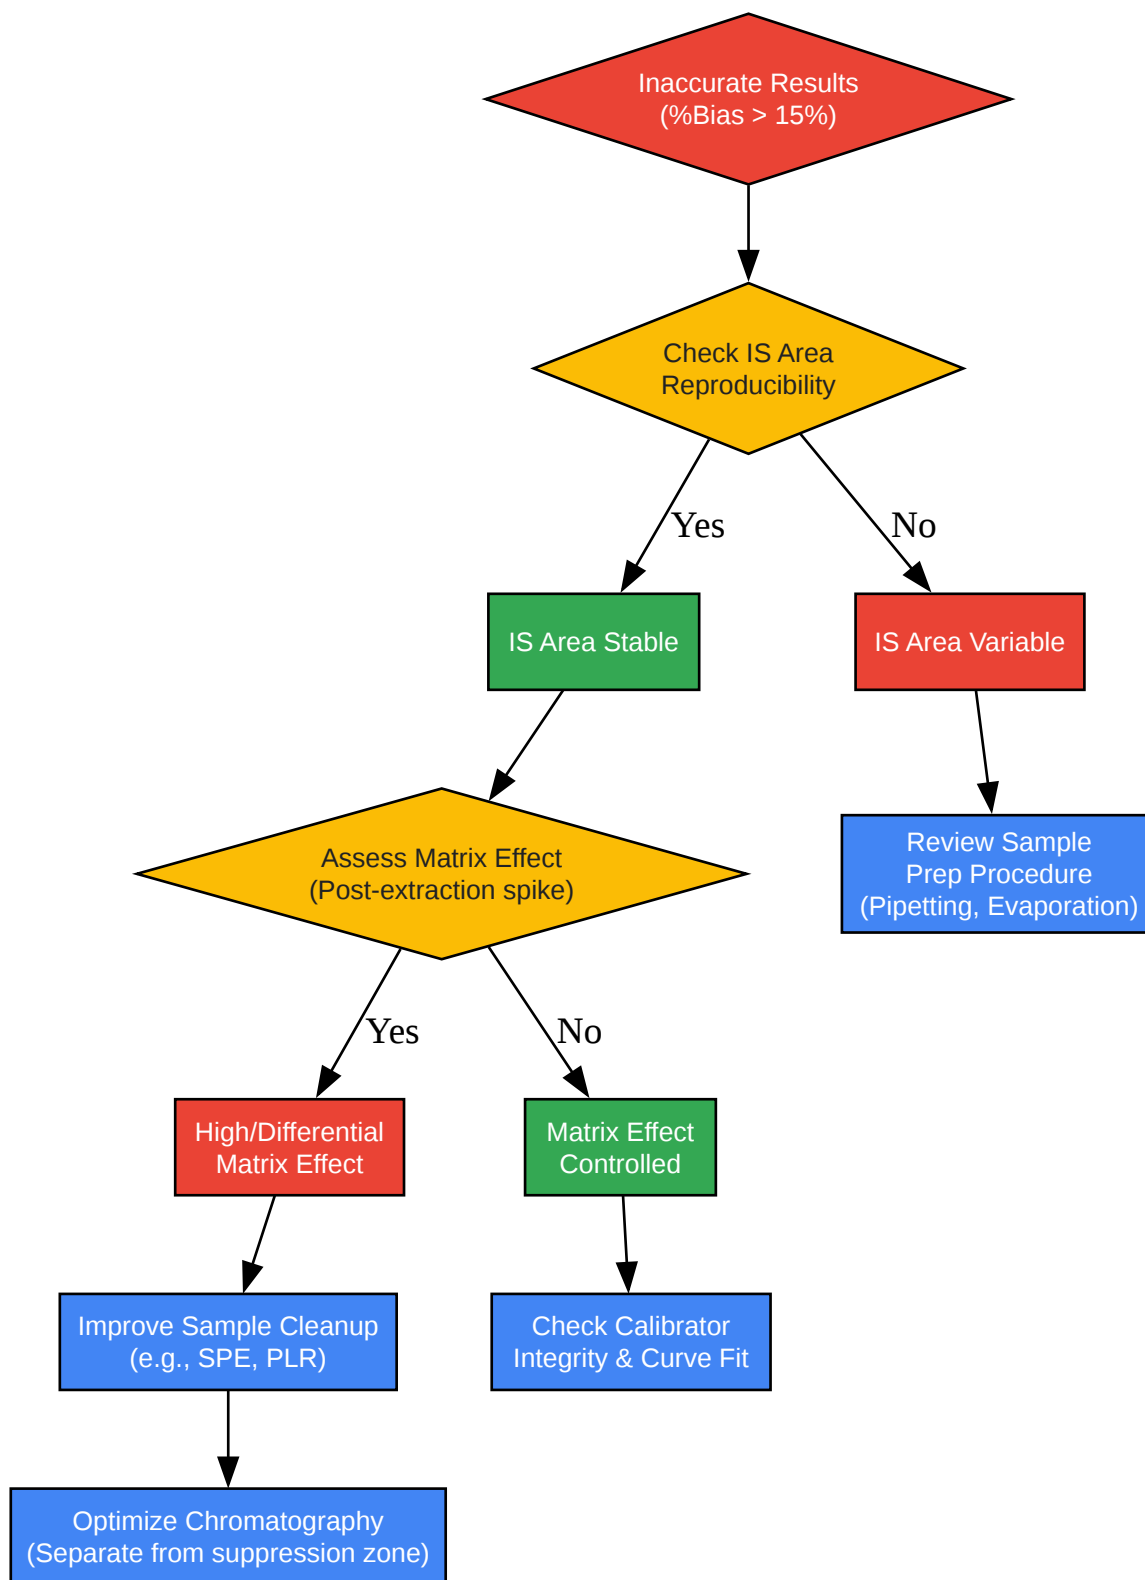 Inaccurate Results
(%Bias > 15%)
Check IS Area
Reproducibility
Yes
No
IS Area Stable
IS Area Variable
Review Sample
Prep Procedure
(Pipetting, Evaporation)
Assess Matrix Effect
(Post-extraction spike)
Yes
No
High/Differential
Matrix Effect
Matrix Effect
Controlled
Improve Sample Cleanup
(e.g., SPE, PLR)
Check Calibrator
Integrity & Curve Fit
Optimize Chromatography
(Separate from suppression zone)